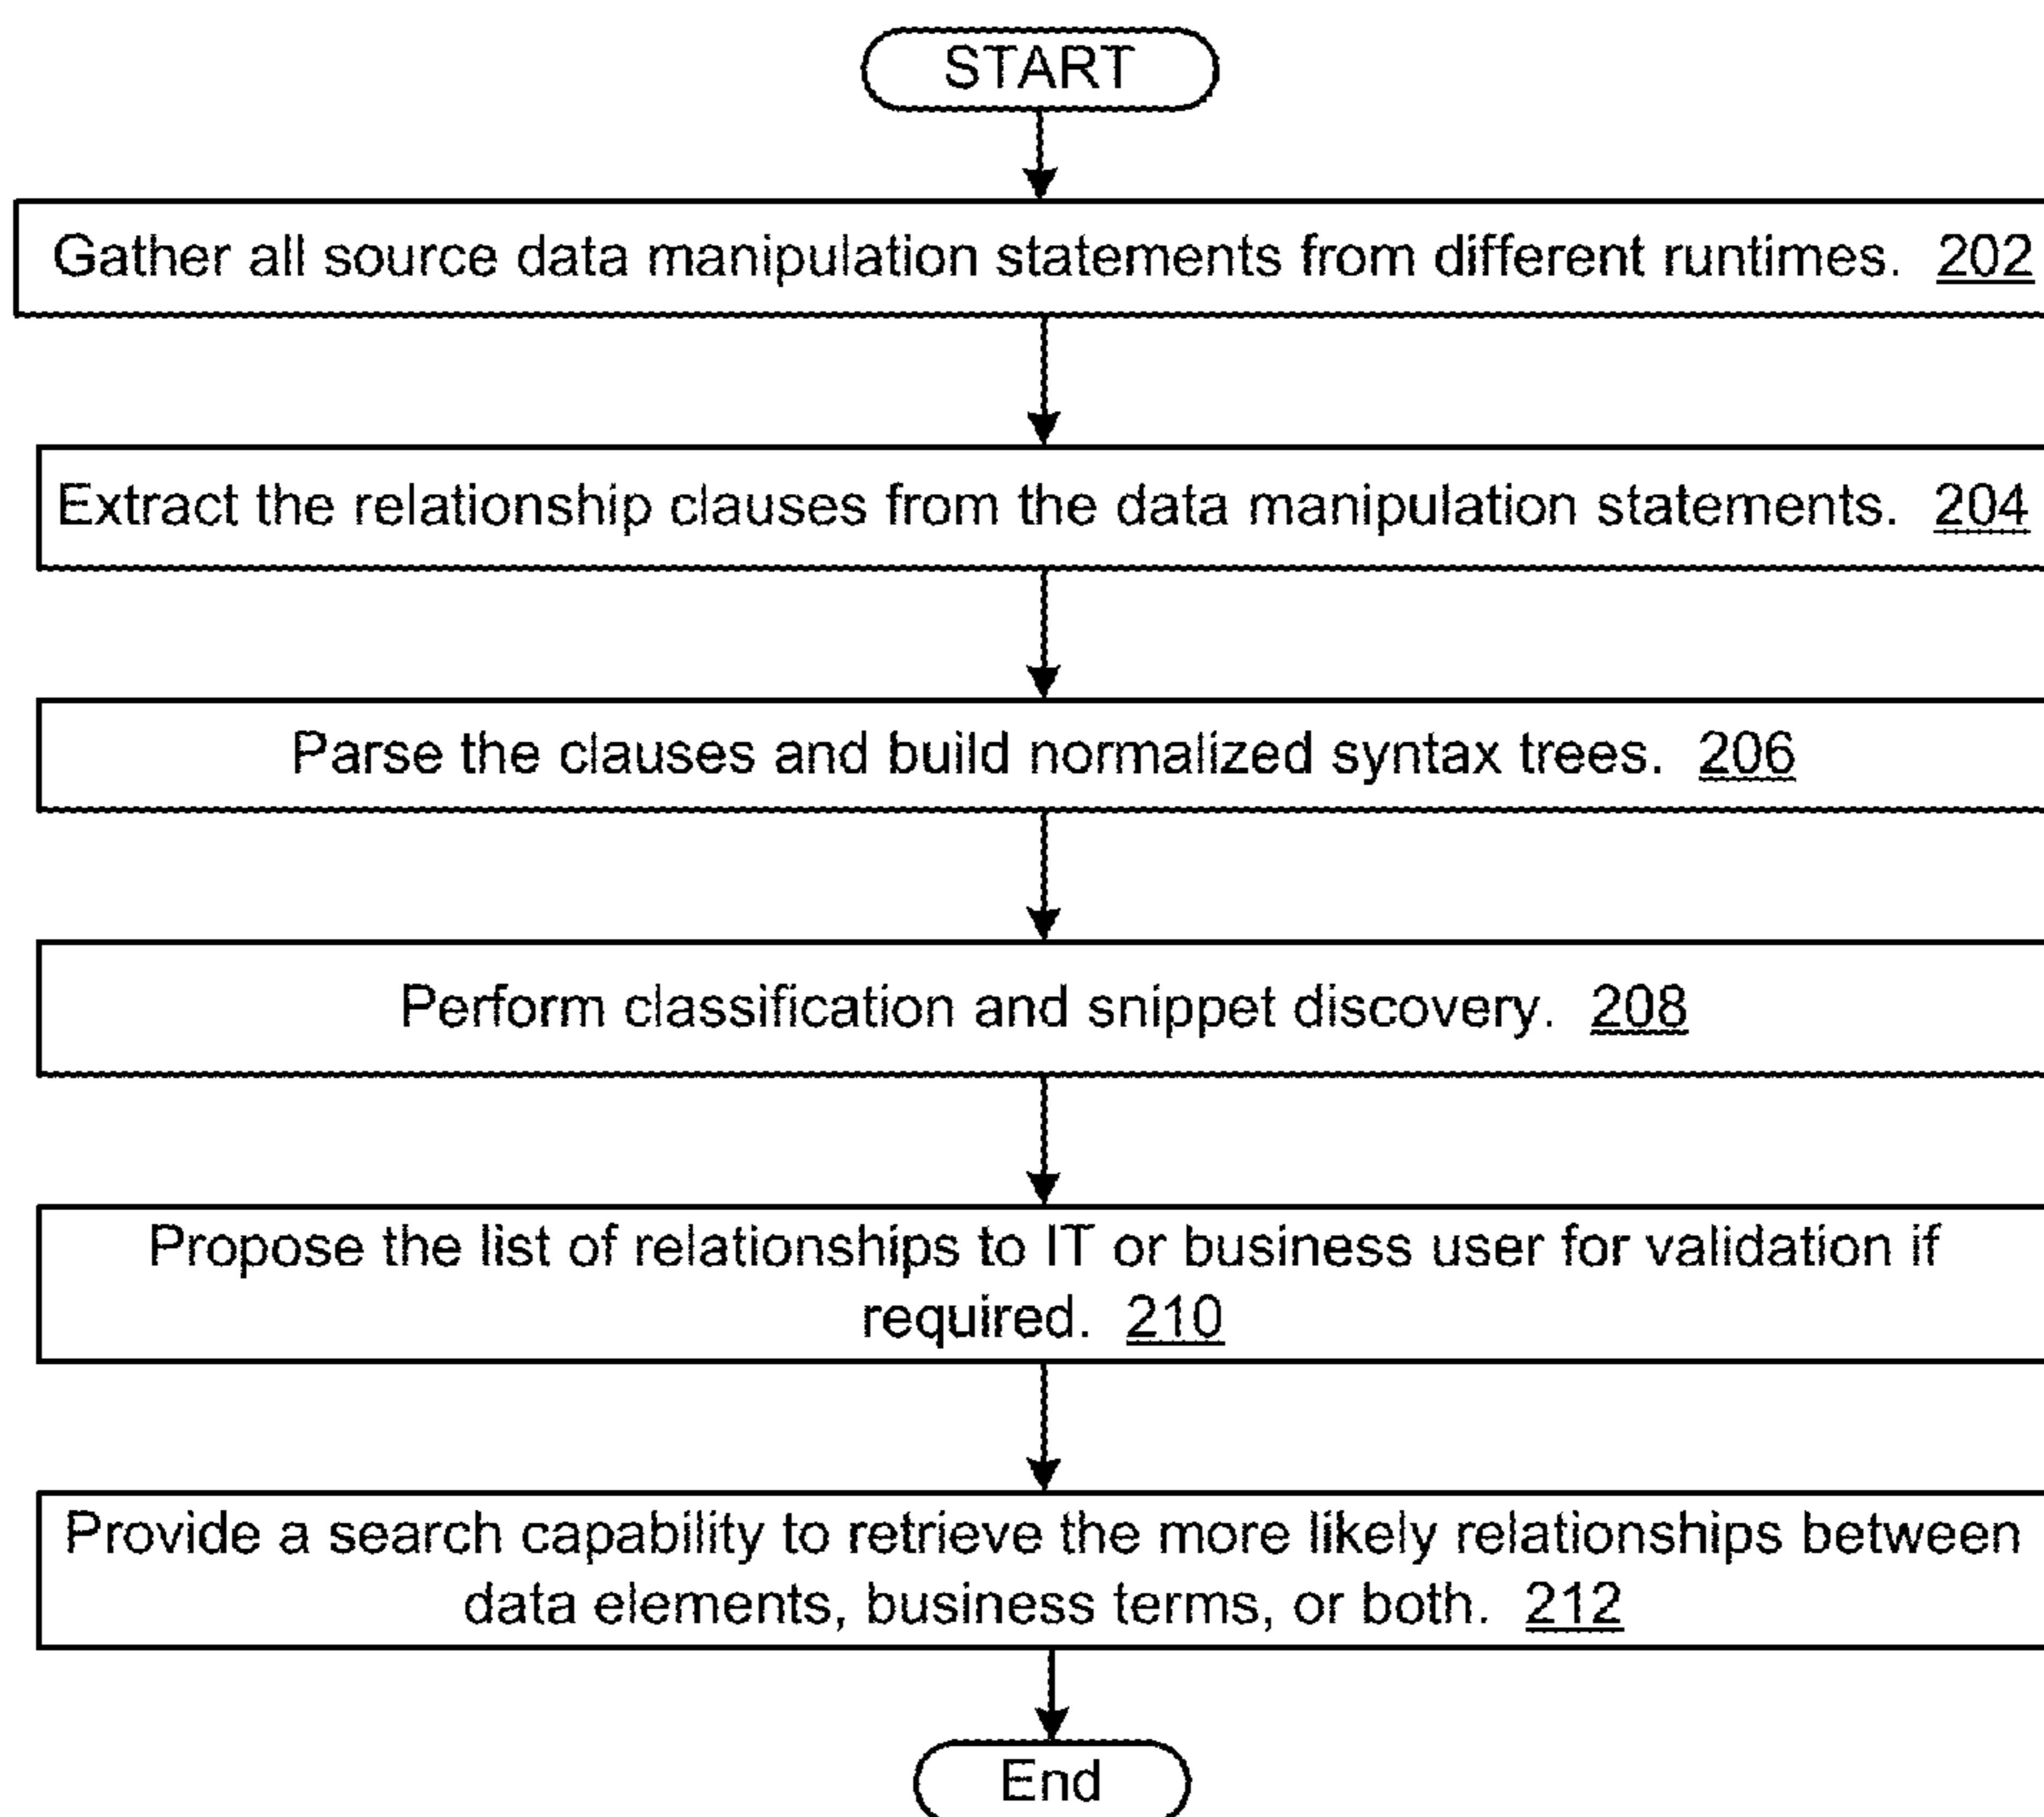 START
Gather all source data manipulation statements from different runtimes. 202
Extract the relationship clauses from the data manipulation statements. 204
Parse the clauses and build normalized syntax trees. 206
Perform classification and snippet discovery. 208
Propose the list of relationships to IT or business user for validation if
required. 210
Provide a search capability to retrieve the more likely relationships between
data elements, business terms, or both. 212
End